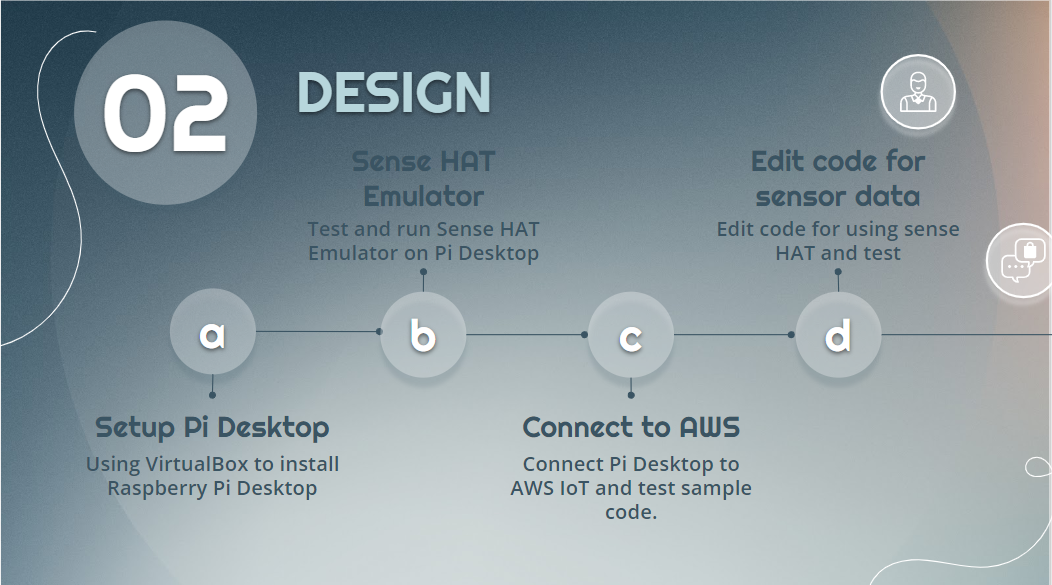 02
DESIGN
Sense HAT
Emulator
Test and run Sense HAT
Emulator on Pi Desktop
Edit code for
sensor data
Edit code for using sense
HAT and test
a
b
c
d
Setup Pi Desktop
Using VirtualBox to install
Raspberry Pi Desktop
Connect to AWS
Connect Pi Desktop to
AWS IoT and test sample
code.